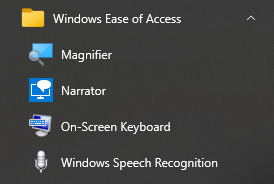 Windows Ease of Access
Magnifier
Narrator
On-Screen Keyboard
Windows Speech Recognition